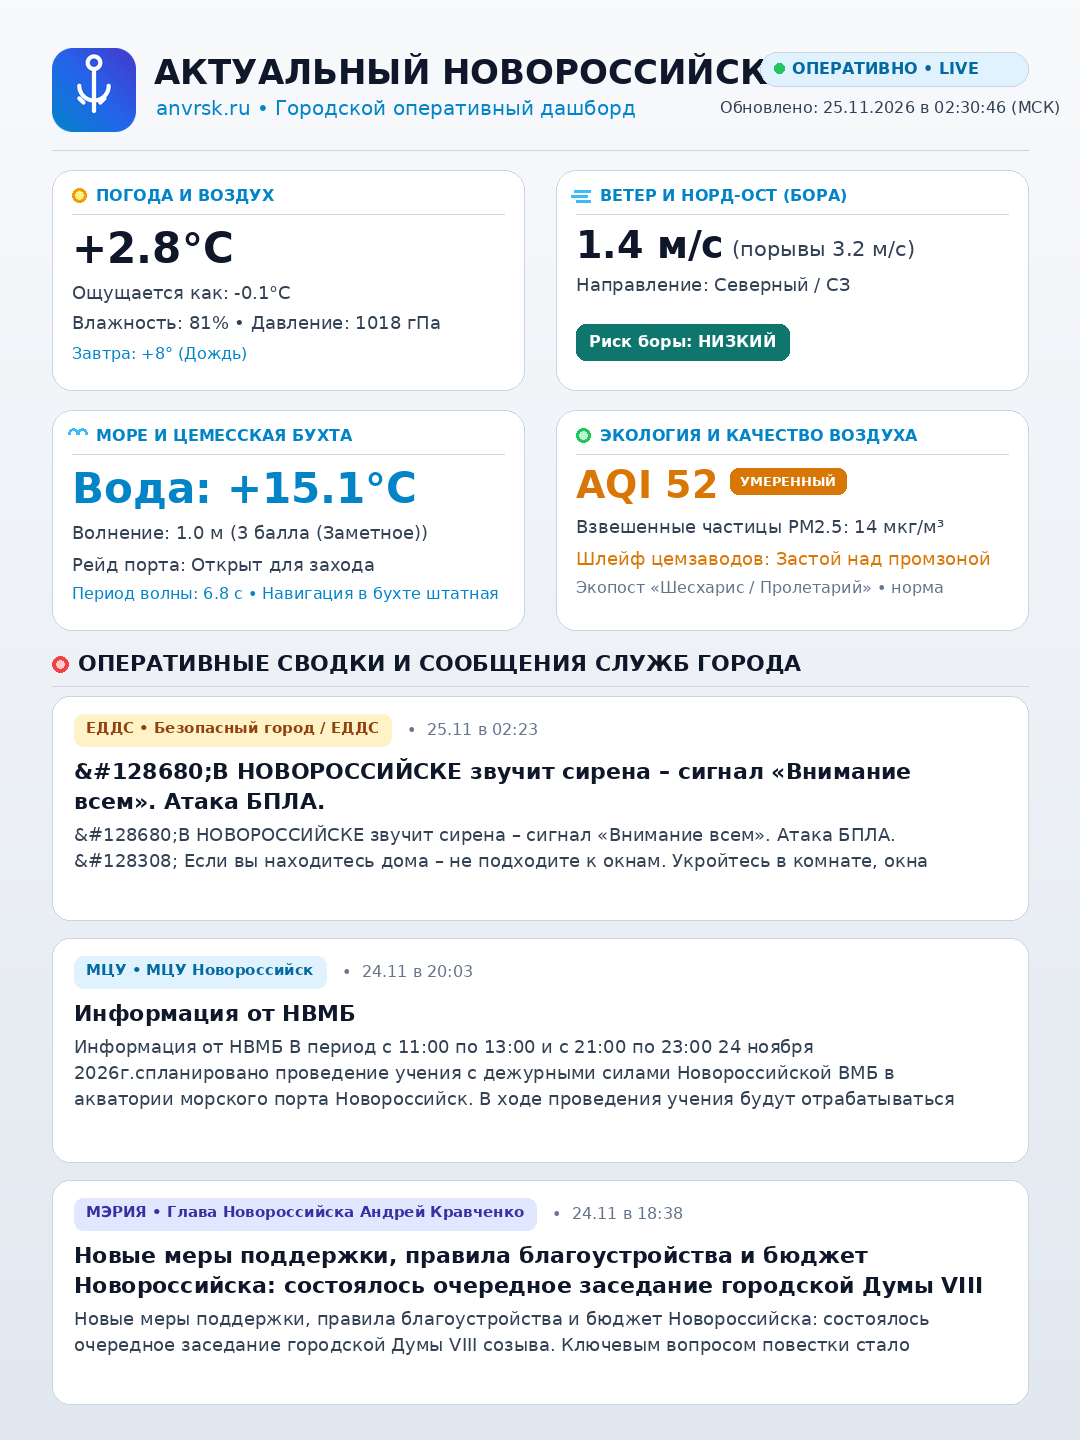 АКТУАЛЬНЫЙ НОВОРОССИЙСК
ОПЕРАТИВНО • LIVE
anvrsk.ru • Городской оперативный дашборд
Обновлено: 25.11.2026 в 02:30:46 (МСК)
ПОГОДА И ВОЗДУХ
+2.8°C
Ощущается как: -0.1°C
Влажность: 81% • Давление: 1018 гПа
Завтра: +8° (Дождь)
ВЕТЕР И НОРД-ОСТ (БОРА)
1.4 м/с (порывы 3.2 м/с)
Направление: Северный / СЗ
Риск боры: НИЗКИЙ
МОРЕ И ЦЕМЕССКАЯ БУХТА
Вода: +15.1°C
Волнение: 1.0 м (3 балла (Заметное))
Рейд порта: Открыт для захода
Период волны: 6.8 с • Навигация в бухте штатная
ЭКОЛОГИЯ И КАЧЕСТВО ВОЗДУХА
AQI 52 УМЕРЕННЫЙ
Взвешенные частицы PM2.5: 14 мкг/м³
Шлейф цемзаводов: Застой над промзоной
Экопост «Шесхарис / Пролетарий» • норма
ОПЕРАТИВНЫЕ СВОДКИ И СООБЩЕНИЯ СЛУЖБ ГОРОДА
ЕДДС • Безопасный город / ЕДДС • 25.11 в 02:23
&#128680;В НОВОРОССИЙСКЕ звучит сирена – сигнал «Внимание
всем». Атака БПЛА.
&#128680;В НОВОРОССИЙСКЕ звучит сирена – сигнал «Внимание всем». Атака БПЛА.
&#128308; Если вы находитесь дома – не подходите к окнам. Укройтесь в комнате, окна
МЦУ • МЦУ Новороссийск • 24.11 в 20:03
Информация от НВМБ
Информация от НВМБ В период с 11:00 по 13:00 и с 21:00 по 23:00 24 ноября
2026г.спланировано проведение учения с дежурными силами Новороссийской ВМБ в
акватории морского порта Новороссийск. В ходе проведения учения будут отрабатываться
МЭРИЯ • Глава Новороссийска Андрей Кравченко • 24.11 в 18:38
Новые меры поддержки, правила благоустройства и бюджет
Новороссийска: состоялось очередное заседание городской Думы VIII
Новые меры поддержки, правила благоустройства и бюджет Новороссийска: состоялось
очередное заседание городской Думы VIII созыва. Ключевым вопросом повестки стало